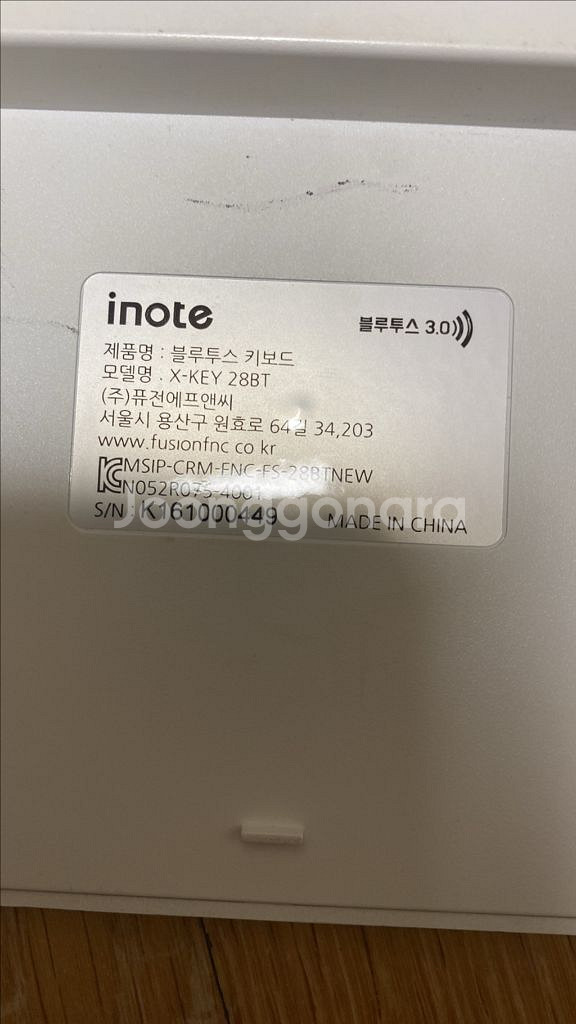 inote
블루투스 3.0
제품명 : 블루투스 키보드
모델명 . X-KEY 28BT
(주)퓨전에프앤씨
서울시 용산구 원효로 64길 34,203
www.fusionfnc co kr
MSIP-CRM-FNC-FS-28BTNEW
N052R075-4001
S/N : K161000449
MADE IN CHINA
Joonggonara